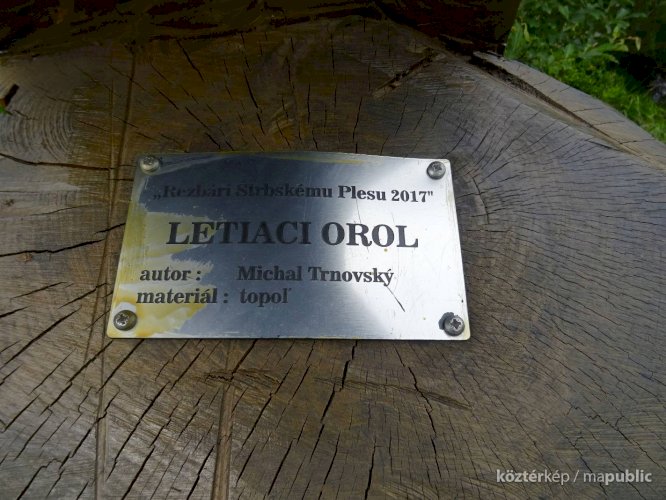 „Rezbári Štrbskému Plesu 2017"
LETIACI OROL
autor : Michal Trnovský
materiál : topoľ
köztérkép / mapublic